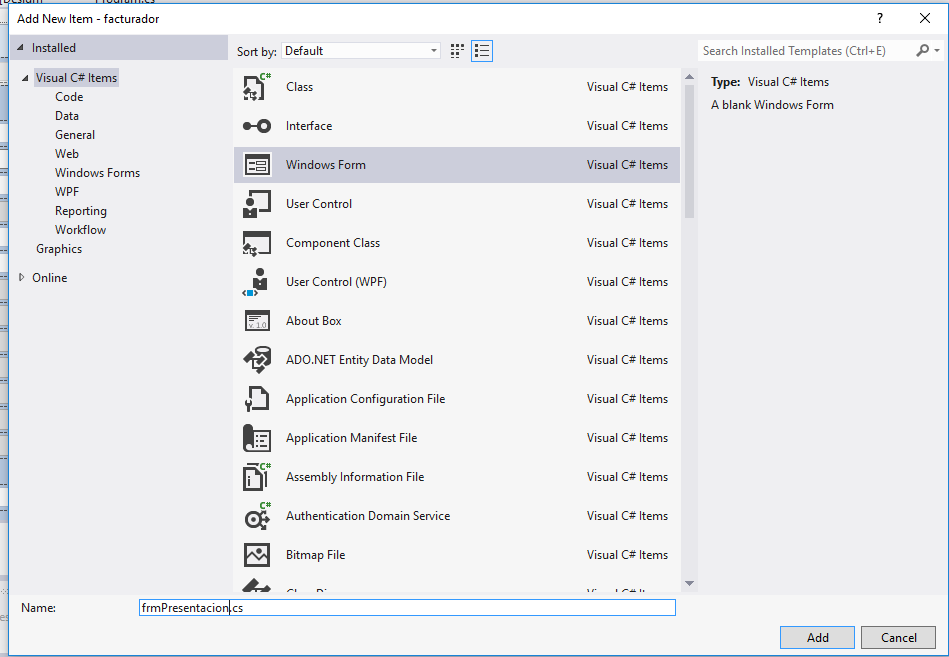 Program.cs
Add New Item - facturador
?
Installed
Sort by: Default
Search Installed Templates (Ctrl+E)
Visual C# Items
Code
Data
General
Web
Windows Forms
WPF
Reporting
Workflow
Graphics
Online
Class Visual C# Items
Interface Visual C# Items
Windows Form Visual C# Items
User Control Visual C# Items
Component Class Visual C# Items
User Control (WPF) Visual C# Items
About Box Visual C# Items
ADO.NET Entity Data Model Visual C# Items
Application Configuration File Visual C# Items
Application Manifest File Visual C# Items
Assembly Information File Visual C# Items
Authentication Domain Service Visual C# Items
Bitmap File Visual C# Items
Type: Visual C# Items
A blank Windows Form
Name: frmPresentacion.cs
Add Cancel